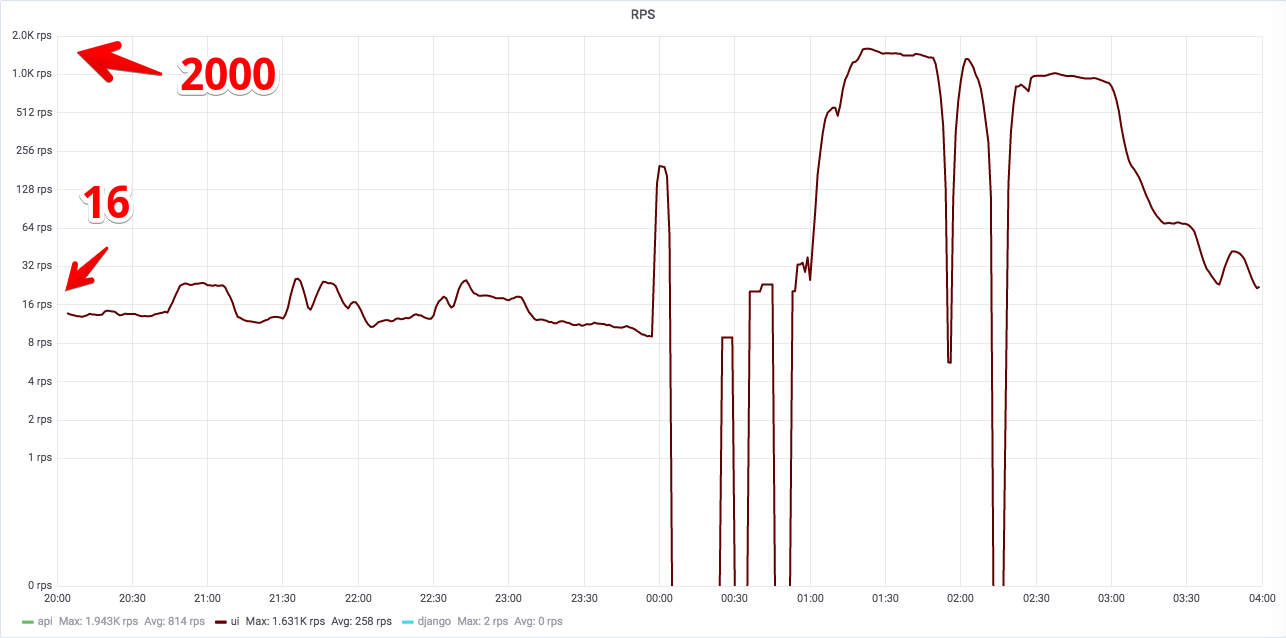 RPS
2.0K rps
2000
1.0K rps
512 rps
256 rps
128 rps
16
64 rps
32 rps
16 rps
8 rps
4 rps
2 rps
1 rps
0 rps
20:00 20:30 21:00 21:30 22:00 22:30 23:00 23:30 00:00 00:30 01:00 01:30 02:00 02:30 03:00 03:30 04:00
api Max: 1.943K rps Avg: 814 rps ui Max: 1.631K rps Avg: 258 rps django Max: 2 rps Avg: 0 rps